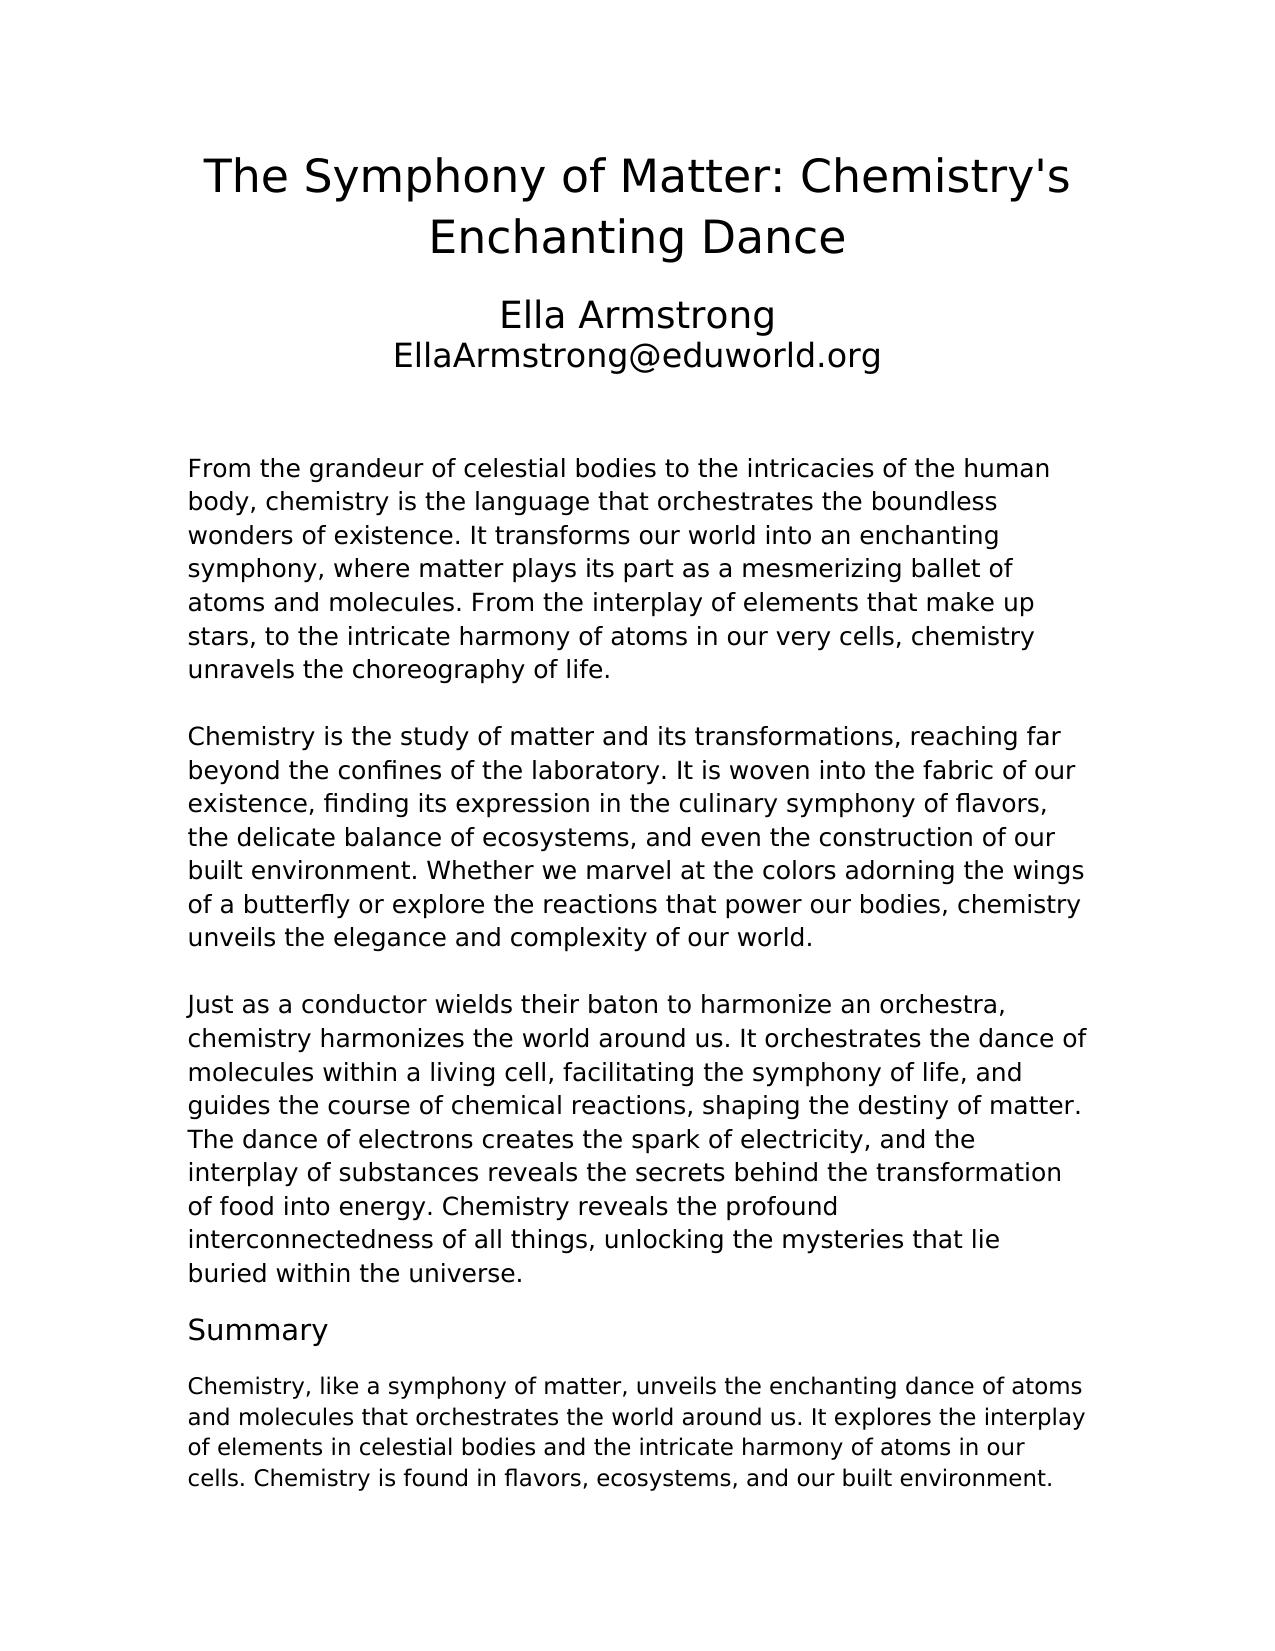 The Symphony of Matter: Chemistry's
Enchanting Dance
Ella Armstrong
EllaArmstrong@eduworld.org
From the grandeur of celestial bodies to the intricacies of the human
body, chemistry is the language that orchestrates the boundless
wonders of existence. It transforms our world into an enchanting
symphony, where matter plays its part as a mesmerizing ballet of
atoms and molecules. From the interplay of elements that make up
stars, to the intricate harmony of atoms in our very cells, chemistry
unravels the choreography of life.
Chemistry is the study of matter and its transformations, reaching far
beyond the confines of the laboratory. It is woven into the fabric of our
existence, finding its expression in the culinary symphony of flavors,
the delicate balance of ecosystems, and even the construction of our
built environment. Whether we marvel at the colors adorning the wings
of a butterfly or explore the reactions that power our bodies, chemistry
unveils the elegance and complexity of our world.
Just as a conductor wields their baton to harmonize an orchestra,
chemistry harmonizes the world around us. It orchestrates the dance of
molecules within a living cell, facilitating the symphony of life, and
guides the course of chemical reactions, shaping the destiny of matter.
The dance of electrons creates the spark of electricity, and the
interplay of substances reveals the secrets behind the transformation
of food into energy. Chemistry reveals the profound
interconnectedness of all things, unlocking the mysteries that lie
buried within the universe.
Summary
Chemistry, like a symphony of matter, unveils the enchanting dance of atoms
and molecules that orchestrates the world around us. It explores the interplay
of elements in celestial bodies and the intricate harmony of atoms in our
cells. Chemistry is found in flavors, ecosystems, and our built environment.